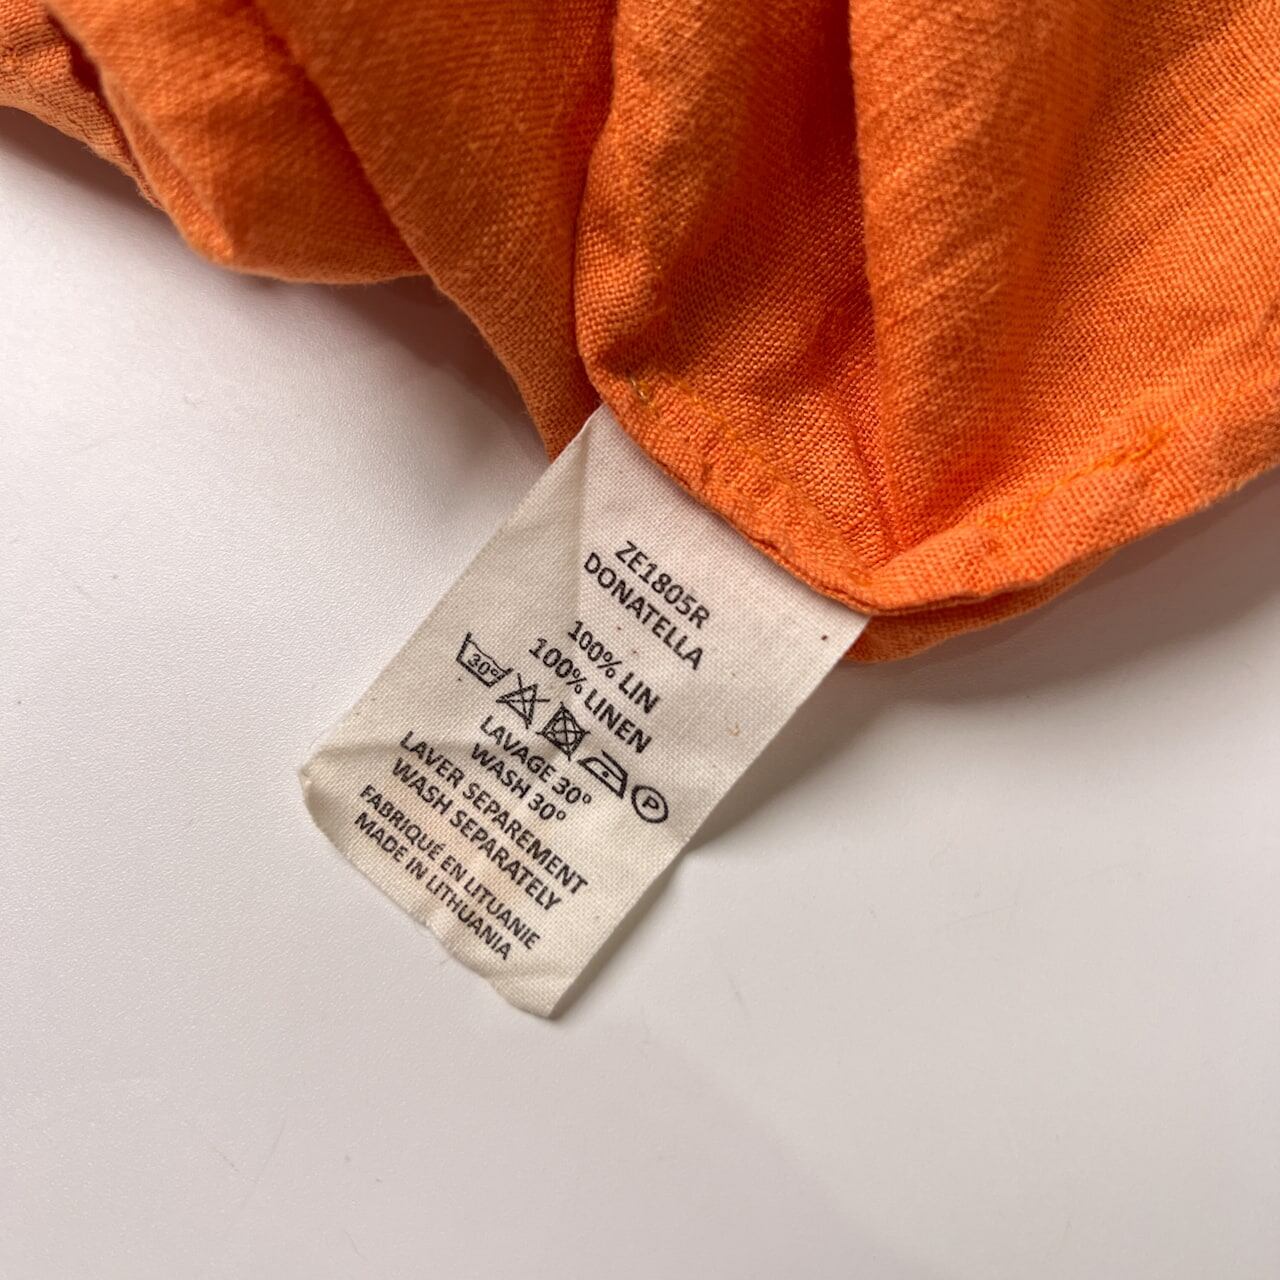 ZE1805R
DONATELLA
100% LIN
100% LINEN
30° P
LAVAGE 30°
WASH 30°
LAVER SEPAREMENT
WASH SEPARATELY
FABRIQUÉ EN LITUANIE
MADE IN LITHUANIA